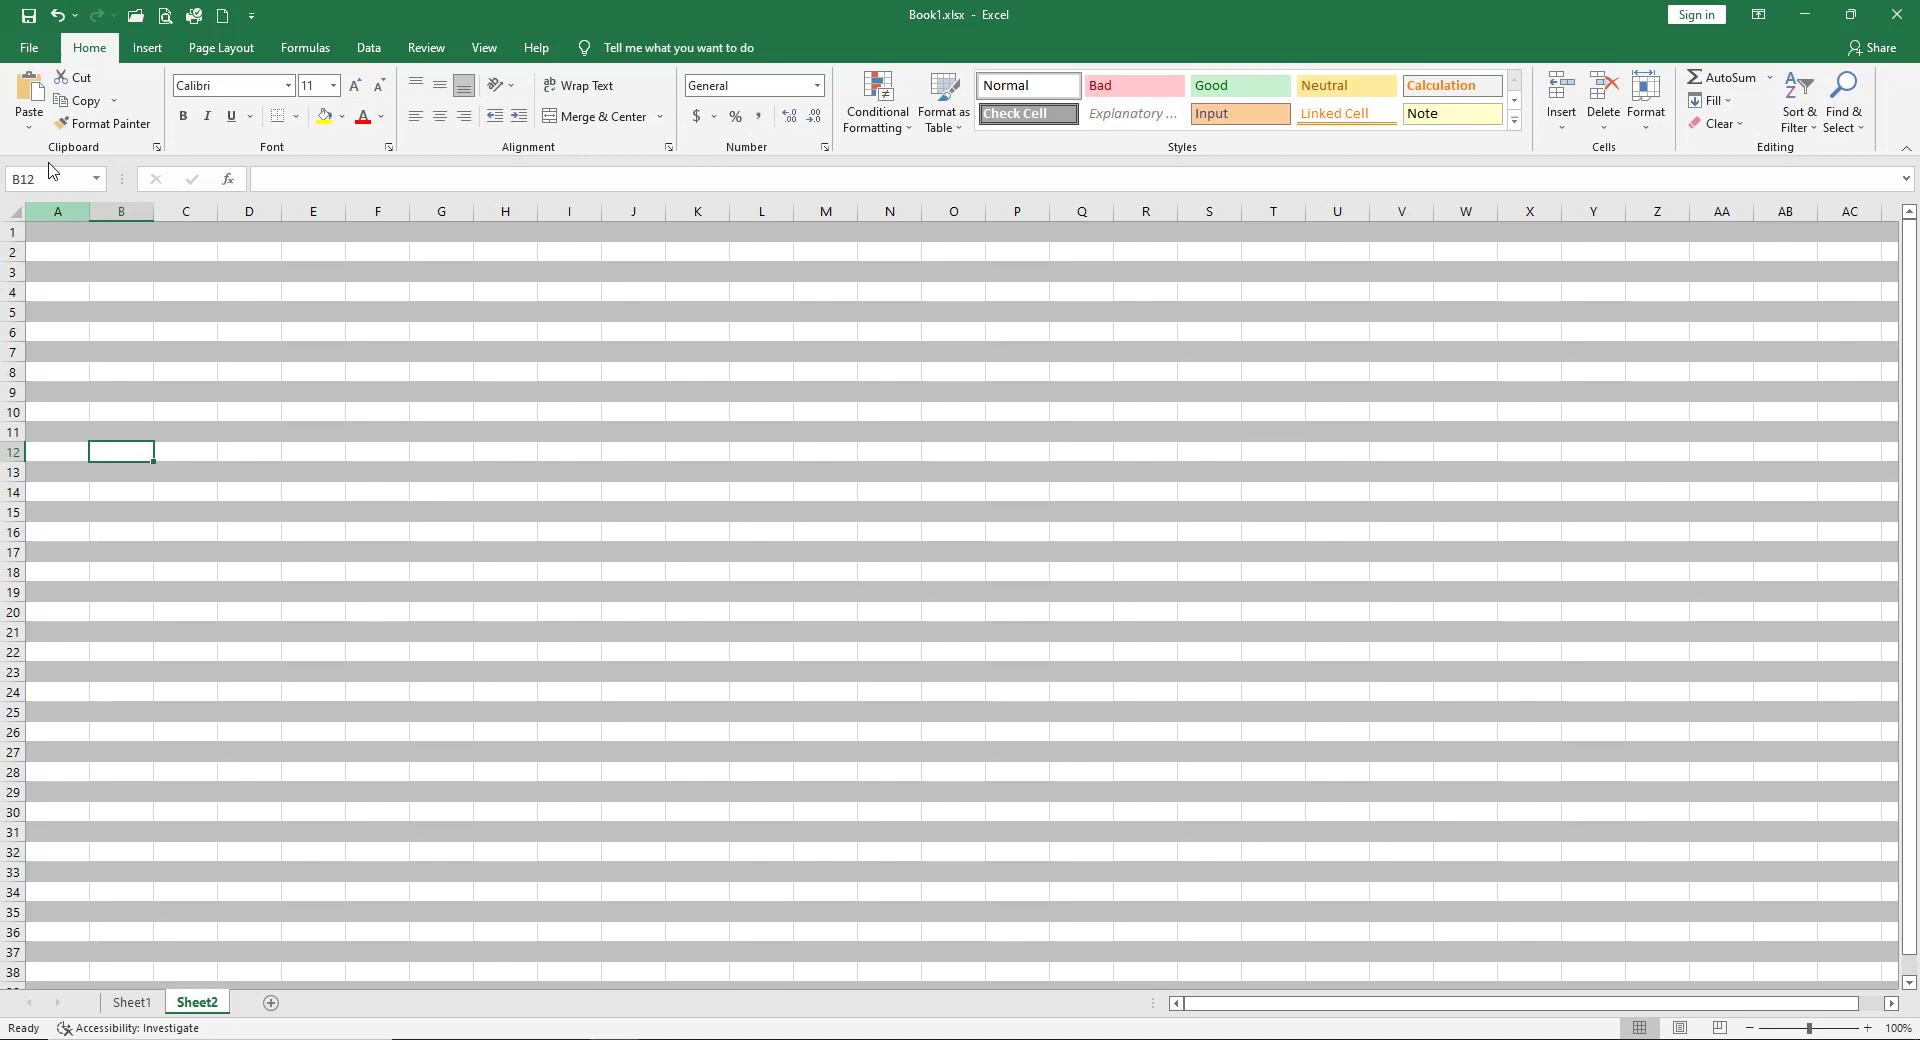 Book1.xlsx - Excel
Sign in
File Home Insert Page Layout Formulas Data Review View Help Tell me what you want to do Share
Paste
Cut
Copy
Format Painter
Clipboard
Calibri 11
B I U
Font
Wrap Text
Merge & Center
Alignment
General
$ % ,
Number
Conditional Formatting
Format as Table
Normal Bad Good Neutral Calculation
Check Cell Explanatory ... Input Linked Cell Note
Styles
Insert Delete Format
Cells
AutoSum
Fill
Clear
Sort & Filter
Find & Select
Editing
B12 fx
A B C D E F G H I J K L M N O P Q R S T U V W X Y Z AA AB AC
1
2
3
4
5
6
7
8
9
10
11
12
13
14
15
16
17
18
19
20
21
22
23
24
25
26
27
28
29
30
31
32
33
34
35
36
37
38
Sheet1 Sheet2
Ready Accessibility: Investigate 100%